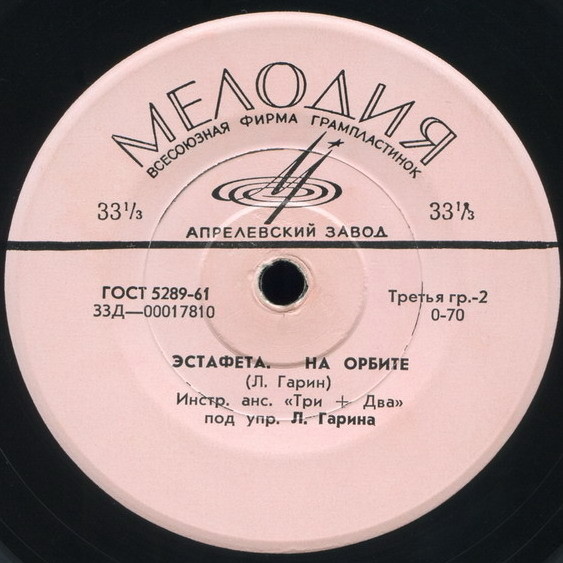 МЕЛОДИЯ
ВСЕСОЮЗНАЯ ФИРМА ГРАМПЛАСТИНОК
33⅓ 33⅓
АПРЕЛЕВСКИЙ ЗАВОД
ГОСТ 5289-61 Третья гр.-2
33Д—00017810 0-70
ЭСТАФЕТА. НА ОРБИТЕ
(Л. Гарин)
Инстр. анс. «Три + Два»
под упр. Л. Гарина